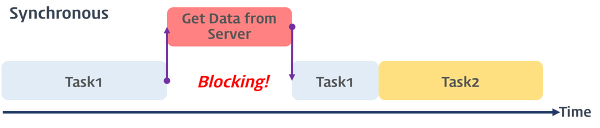 Synchronous
Get Data from
Server
Task1
Blocking!
Task1
Task2
Time